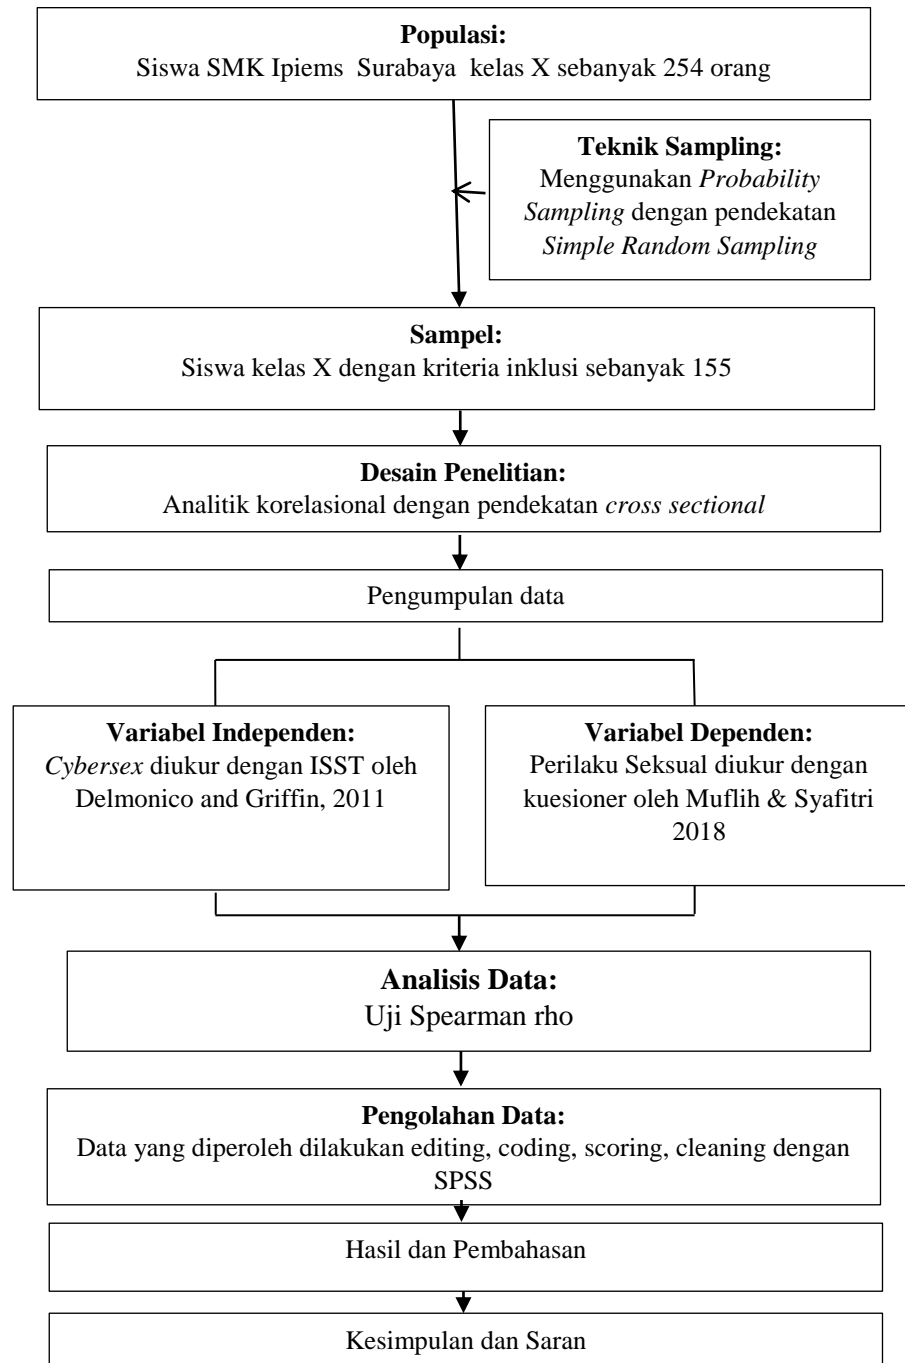 Populasi:
Siswa SMK Ipiems Surabaya kelas X sebanyak 254 orang
Teknik Sampling:
Menggunakan Probability
Sampling dengan pendekatan
Simple Random Sampling
Sampel:
Siswa kelas X dengan kriteria inklusi sebanyak 155
Desain Penelitian:
Analitik korelasional dengan pendekatan cross sectional
Pengumpulan data
Variabel Independen:
Cybersex diukur dengan ISST oleh
Delmonico and Griffin, 2011
Variabel Dependen:
Perilaku Seksual diukur dengan
kuesioner oleh Muflih & Syafitri
2018
Analisis Data:
Uji Spearman rho
Pengolahan Data:
Data yang diperoleh dilakukan editing, coding, scoring, cleaning dengan
SPSS
Hasil dan Pembahasan
Kesimpulan dan Saran